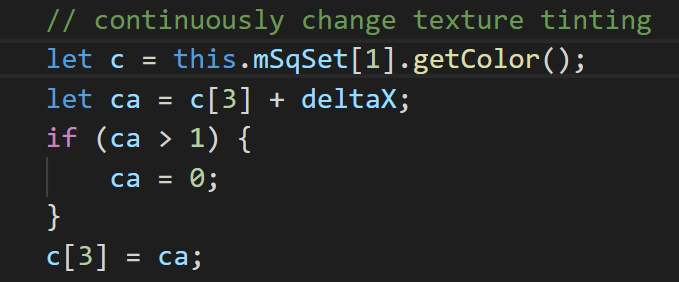 // continuously change texture tinting
let c = this.mSqSet[1].getColor();
let ca = c[3] + deltaX;
if (ca > 1) {
    ca = 0;
}
c[3] = ca;